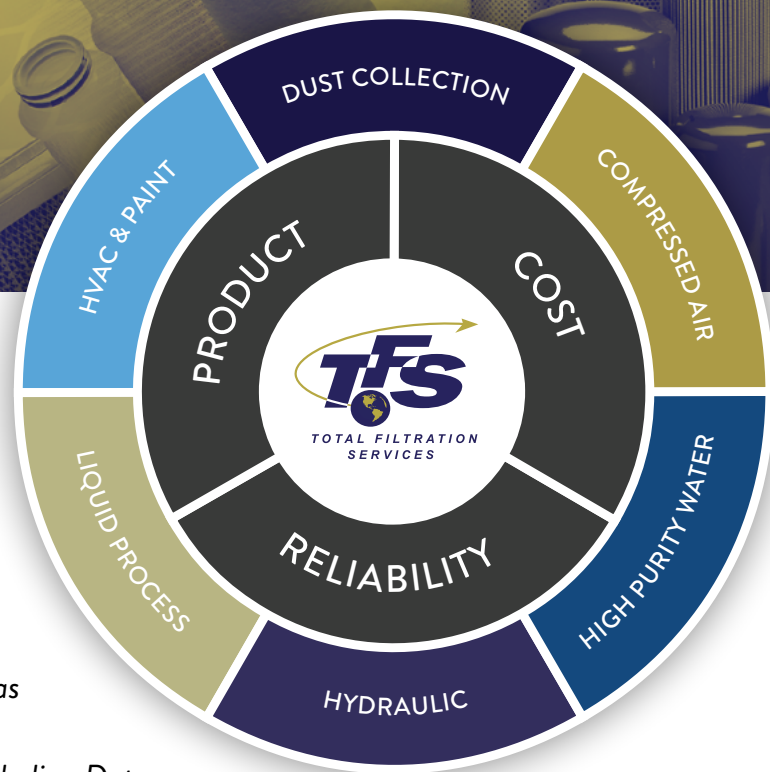 DUST COLLECTION
COMPRESSED AIR
HIGH PURITY WATER
HYDRAULIC
LIQUID PROCESS
HVAC & PAINT
PRODUCT
COST
RELIABILITY
TFS
TOTAL FILTRATION
SERVICES